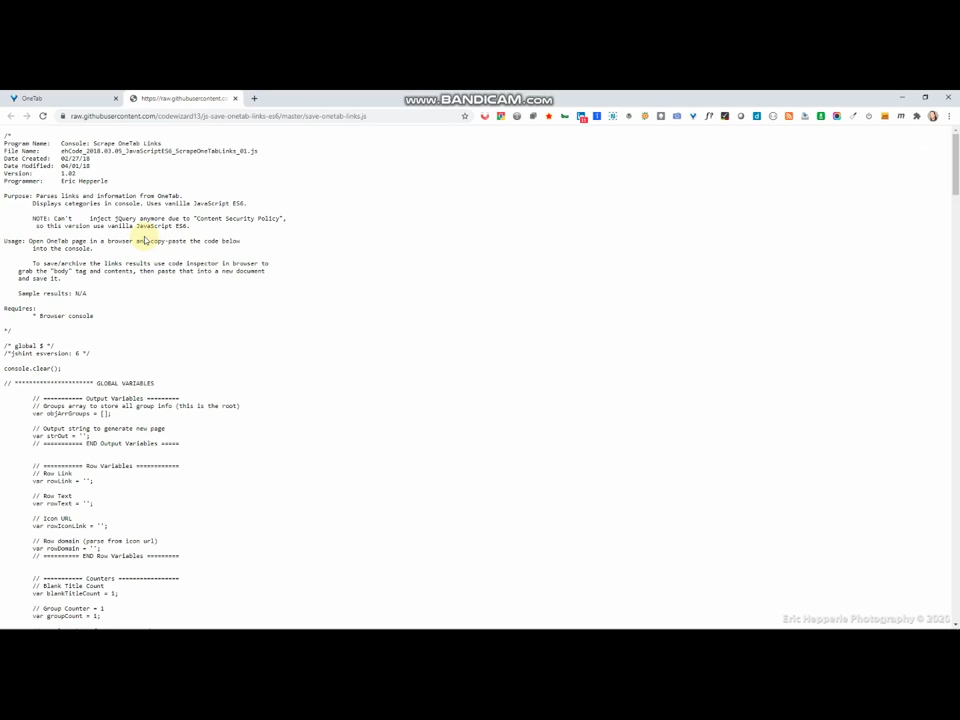 www.BANDICAM.com
OneTab
https://raw.githubusercontent.co
raw.githubusercontent.com/codewizard13/js-save-onetab-links-es6/master/save-onetab-links.js
/*
Program Name: Console: Scrape OneTab Links
File Name: ehCode_2018.03.05_JavaScriptES6_ScrapeOneTabLinks_01.js
Date Created: 02/27/18
Date Modified: 04/01/18
Version: 1.02
Programmer: Eric Hepperle
Purpose: Parses links and information from OneTab.
Displays categories in console. Uses vanilla JavaScript ES6.
NOTE: Can't inject jQuery anymore due to "Content Security Policy",
so this version use vanilla JavaScript ES6.
Usage: Open OneTab page in a browser and copy-paste the code below
into the console.
To save/archive the links results use code inspector in browser to
grab the "body" tag and contents, then paste that into a new document
and save it.
Sample results: N/A
Requires:
* Browser console
*/
/* global $ */
/*jshint esversion: 6 */
console.clear();
// ********************** GLOBAL VARIABLES
// =========== Output Variables =========
// Groups array to store all group info (this is the root)
var objArrGroups = [];
// Output string to generate new page
var strOut = '';
// =========== END Output Variables =====
// =========== Row Variables ============
// Row Link
var rowLink = '';
// Row Text
var rowText = '';
// Icon URL
var rowIconLink = '';
// Row domain (parse from icon url)
var rowDomain = '';
// ========== END Row Variables =========
// =========== Counters =================
// Blank Title Count
var blankTitleCount = 1;
// Group Counter = 1
var groupCount = 1;
Eric Hepperle Photography © 2020